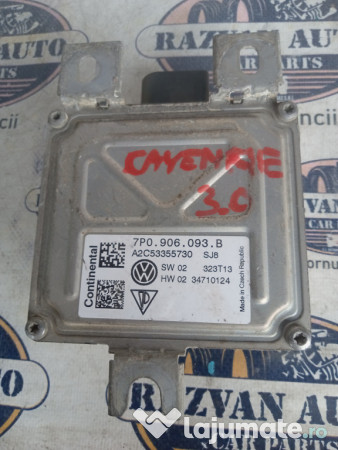 RAZVAN AUTO
CAR PARTS
CAYENNE
3.0
Continental
7P0.906.093.B
A2C53355730 SJ8
SW 02 323T13
HW 02 34710124
Made in Czech Republic
RAZVAN AUTO
CAR PARTS
Lajumate.ro